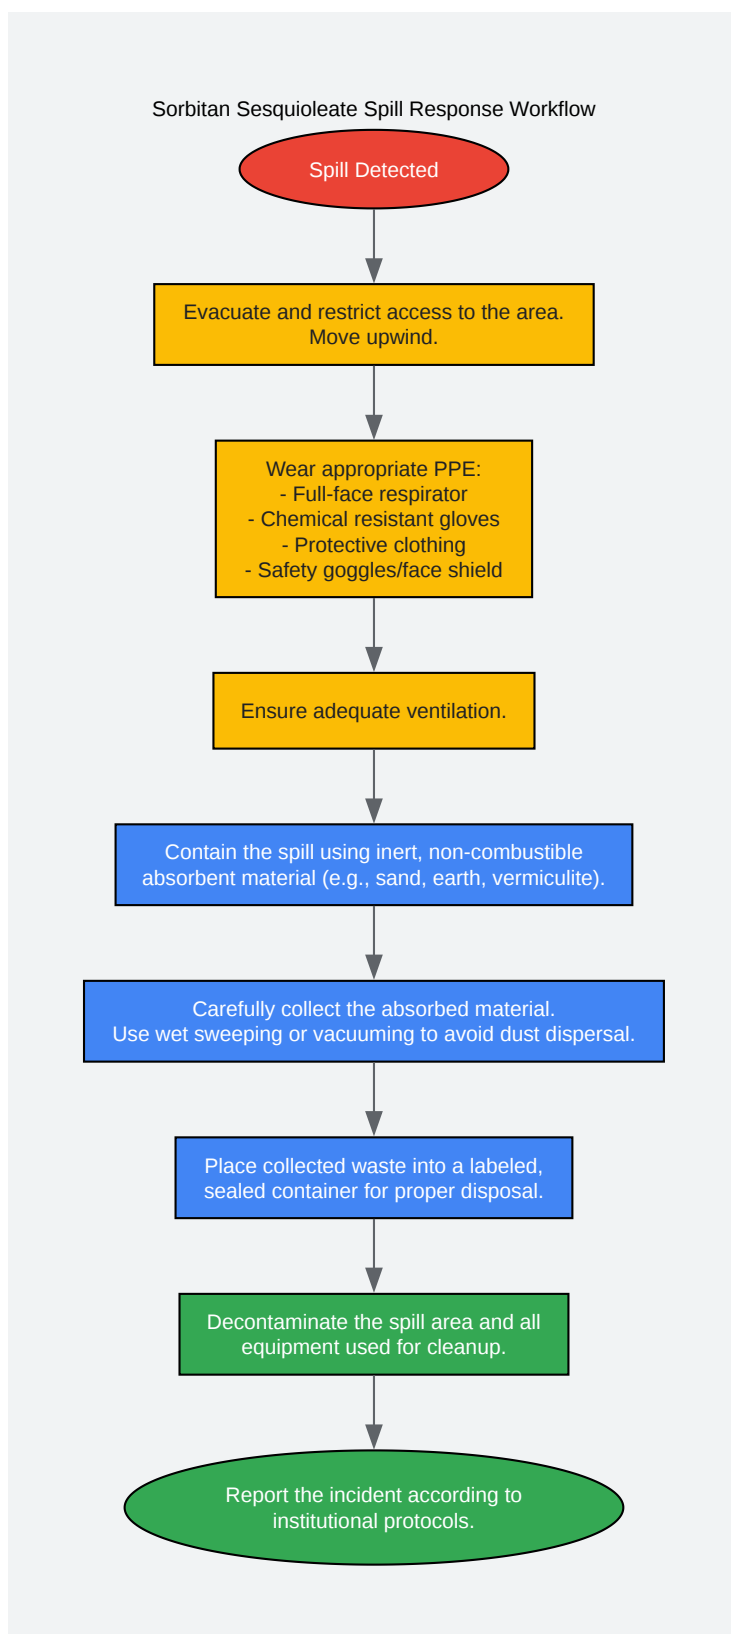 Sorbitan Sesquioleate Spill Response Workflow
Spill Detected
Evacuate and restrict access to the area.
Move upwind.
Wear appropriate PPE:
- Full-face respirator
- Chemical resistant gloves
- Protective clothing
- Safety goggles/face shield
Ensure adequate ventilation.
Contain the spill using inert, non-combustible
absorbent material (e.g., sand, earth, vermiculite).
Carefully collect the absorbed material.
Use wet sweeping or vacuuming to avoid dust dispersal.
Place collected waste into a labeled,
sealed container for proper disposal.
Decontaminate the spill area and all
equipment used for cleanup.
Report the incident according to
institutional protocols.